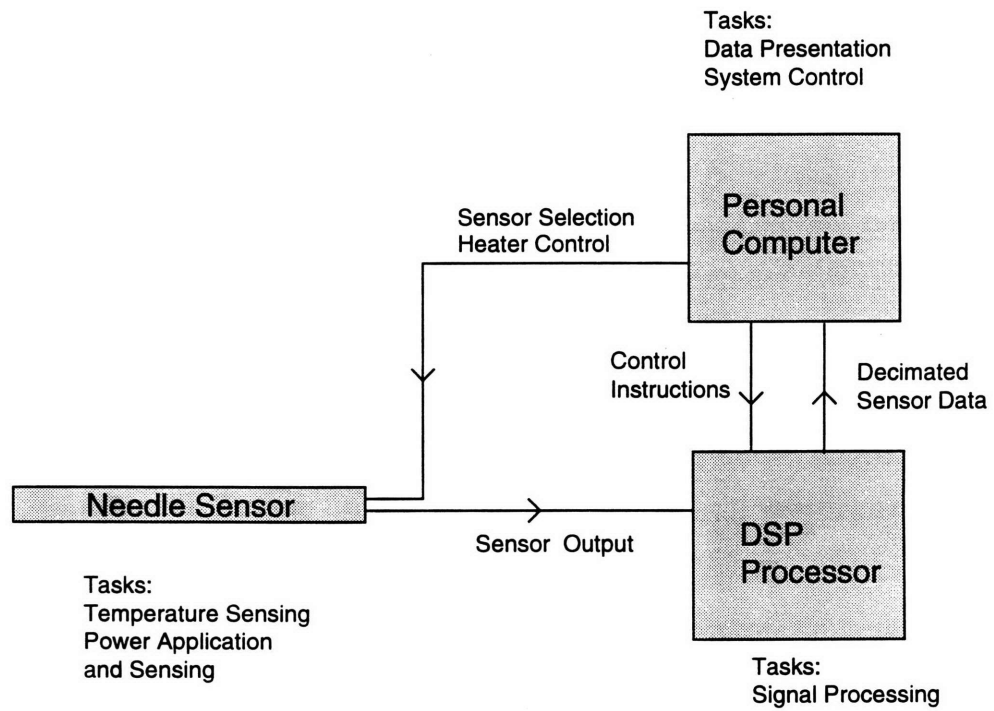 Tasks:
Data Presentation
System Control
Personal
Computer
Sensor Selection
Heater Control
Control
Instructions
Decimated
Sensor Data
Needle Sensor
Sensor Output
DSP
Processor
Tasks:
Temperature Sensing
Power Application
and Sensing
Tasks:
Signal Processing